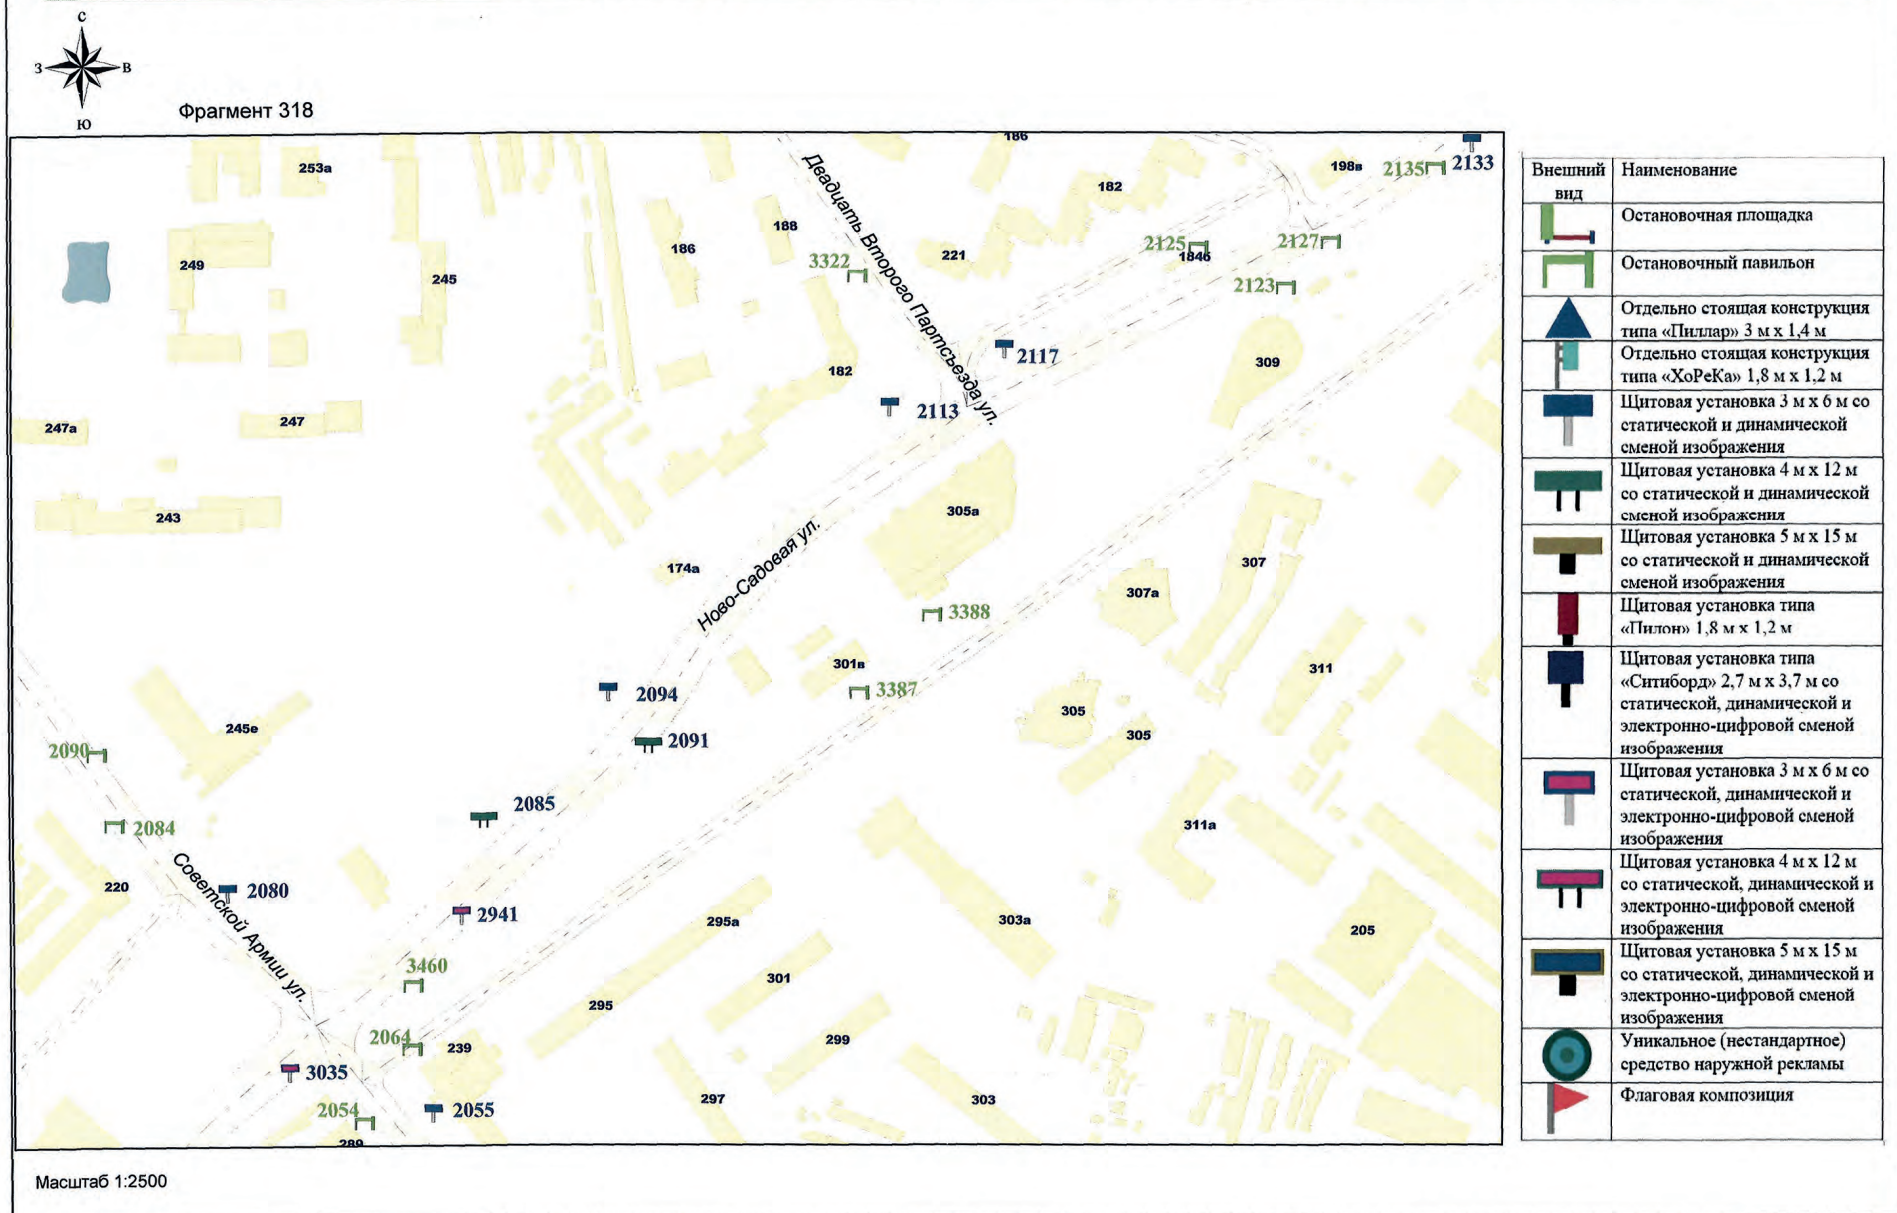 С
З
В
Ю
Фрагмент 318
186
253а
198в
2135
2133
182
188
Двадцать Второго Партсъезда ул.
186
249
245
3322
221
2125
184б
2127
2123
2117
182
309
2113
247а
247
243
305а
174а
Ново-Садовая ул.
307
307а
3388
301в
3387
311
2094
305
305
245е
2091
2090
2085
2084
311а
Советской Армии ул.
220
2080
2941
295а
303а
205
3460
301
295
2064
239
299
3035
2054
2055
297
303
289
Масштаб 1:2500
Внешний вид
Наименование
Остановочная площадка
Остановочный павильон
Отдельно стоящая конструкция
типа «Пиллар» 3 м х 1,4 м
Отдельно стоящая конструкция
типа «ХоРеКа» 1,8 м х 1,2 м
Щитовая установка 3 м х 6 м со
статической и динамической
сменой изображения
Щитовая установка 4 м х 12 м
со статической и динамической
сменой изображения
Щитовая установка 5 м х 15 м
со статической и динамической
сменой изображения
Щитовая установка типа
«Пилон» 1,8 м х 1,2 м
Щитовая установка типа
«Ситиборд» 2,7 м х 3,7 м со
статической, динамической и
электронно-цифровой сменой
изображения
Щитовая установка 3 м х 6 м со
статической, динамической и
электронно-цифровой сменой
изображения
Щитовая установка 4 м х 12 м
со статической, динамической и
электронно-цифровой сменой
изображения
Щитовая установка 5 м х 15 м
со статической, динамической и
электронно-цифровой сменой
изображения
Уникальное (нестандартное)
средство наружной рекламы
Флаговая композиция